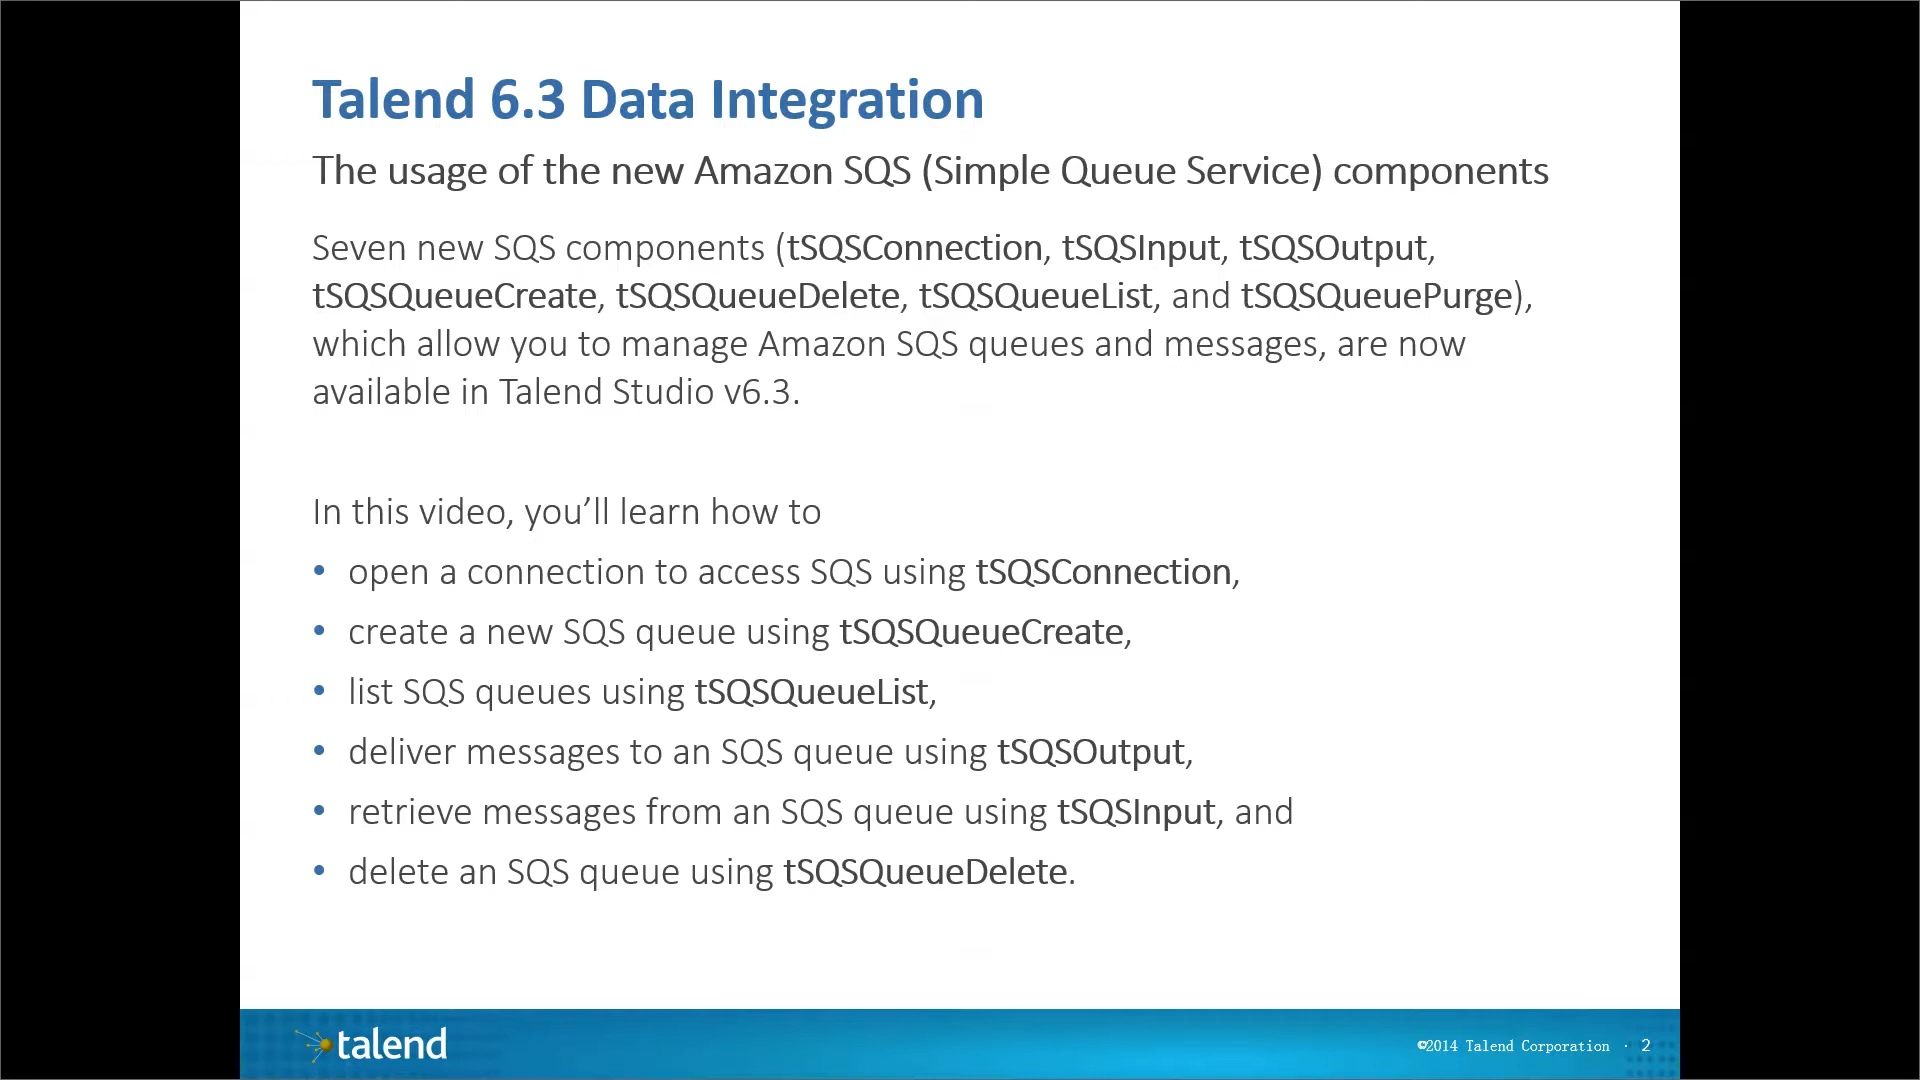 Talend 6.3 Data Integration
The usage of the new Amazon SQS (Simple Queue Service) components
Seven new SQS components (tSQSConnection, tSQSInput, tSQSOutput,
tSQSQueueCreate, tSQSQueueDelete, tSQSQueueList, and tSQSQueuePurge),
which allow you to manage Amazon SQS queues and messages, are now
available in Talend Studio v6.3.
In this video, you’ll learn how to
• open a connection to access SQS using tSQSConnection,
• create a new SQS queue using tSQSQueueCreate,
• list SQS queues using tSQSQueueList,
• deliver messages to an SQS queue using tSQSOutput,
• retrieve messages from an SQS queue using tSQSInput, and
• delete an SQS queue using tSQSQueueDelete.
talend
©2014 Talend Corporation · 2